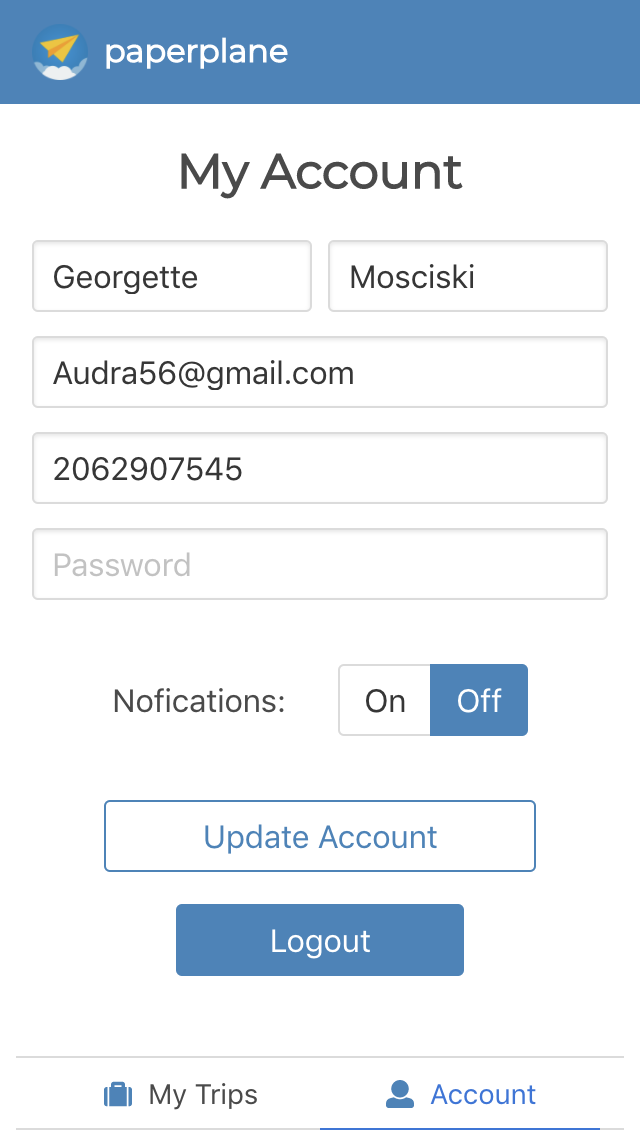 paperplane
My Account
Georgette Mosciski
Audra56@gmail.com
2062907545
Password
Nofications: On Off
Update Account
Logout
My Trips Account